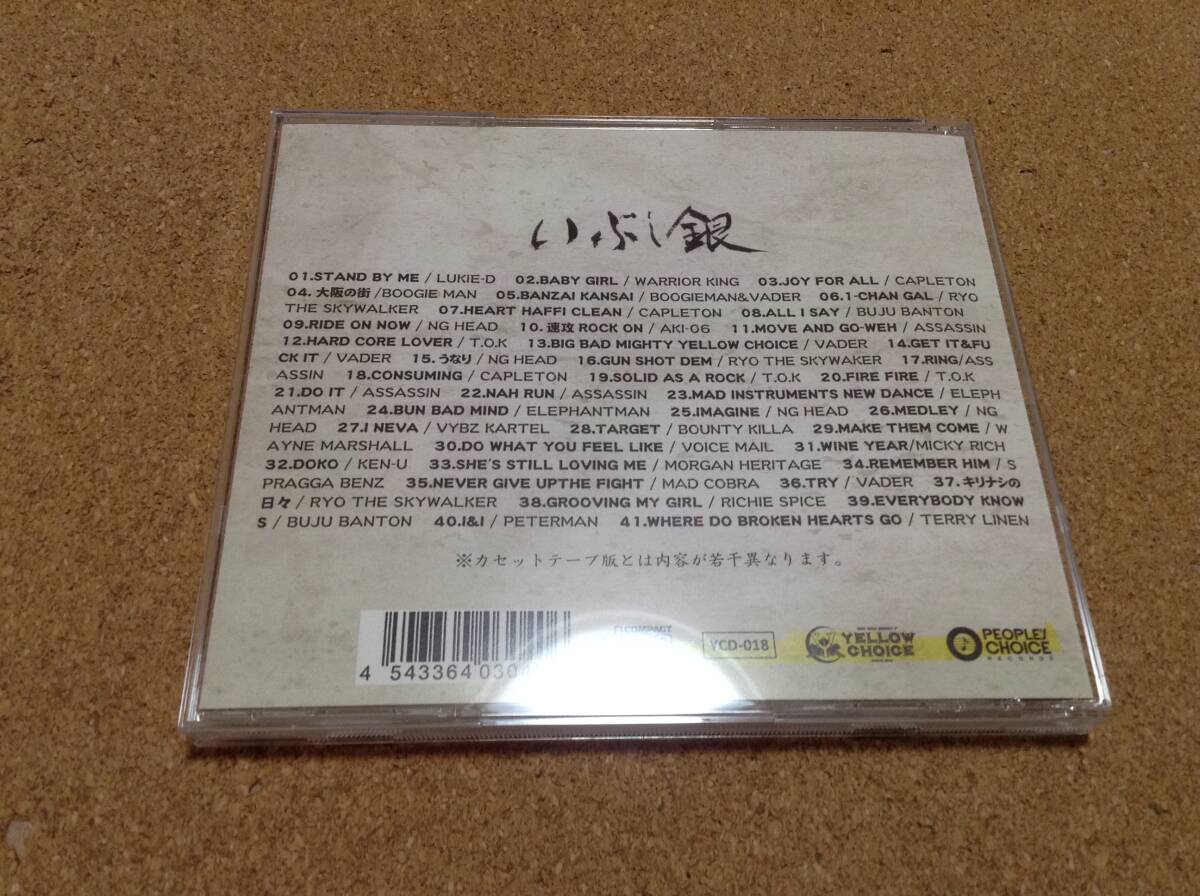 いぶし銀
01.STAND BY ME / LUKIE-D 02.BABY GIRL / WARRIOR KING 03.JOY FOR ALL / CAPLETON
04. 大阪の街 /BOOGIE MAN 05.BANZAI KANSAI / BOOGIEMAN&VADER 06.1-CHAN GAL / RYO
THE SKYWALKER 07.HEART HAFFI CLEAN / CAPLETON 08.ALL I SAY / BUJU BANTON
09.RIDE ON NOW / NG HEAD 10. 速攻 ROCK ON / AKI-06 11.MOVE AND GO-WEH / ASSASSIN
12.HARD CORE LOVER / T.O.K 13.BIG BAD MIGHTY YELLOW CHOICE / VADER 14.GET IT&FU
CK IT / VADER 15. うなり / NG HEAD 16.GUN SHOT DEM / RYO THE SKYWAKER 17.RING/ASS
ASSIN 18.CONSUMING / CAPLETON 19.SOLID AS A ROCK / T.O.K 20.FIRE FIRE / T.O.K
21.DO IT / ASSASSIN 22.NAH RUN / ASSASSIN 23.MAD INSTRUMENTS NEW DANCE / ELEPH
ANTMAN 24.BUN BAD MIND / ELEPHANTMAN 25.IMAGINE / NG HEAD 26.MEDLEY / NG
HEAD 27.I NEVA / VYBZ KARTEL 28.TARGET / BOUNTY KILLA 29.MAKE THEM COME / W
AYNE MARSHALL 30.DO WHAT YOU FEEL LIKE / VOICE MAIL 31.WINE YEAR/MICKY RICH
32.DOKO / KEN-U 33.SHE'S STILL LOVING ME / MORGAN HERITAGE 34.REMEMBER HIM / S
PRAGGA BENZ 35.NEVER GIVE UPTHE FIGHT / MAD COBRA 36.TRY / VADER 37. キリナシの
日々 / RYO THE SKYWALKER 38.GROOVING MY GIRL / RICHIE SPICE 39.EVERYBODY KNOW
S / BUJU BANTON 40.I&I / PETERMAN 41.WHERE DO BROKEN HEARTS GO / TERRY LINEN
※カセットテープ版とは内容が若干異なります。
4 543364 030
COMPACT
YCD-018
YELLOW CHOICE
PEOPLE'S CHOICE RECORDS